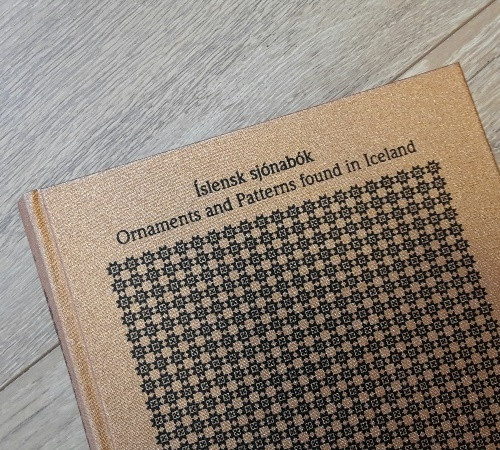 Íslensk sjónabók
Ornaments and Patterns found in Iceland